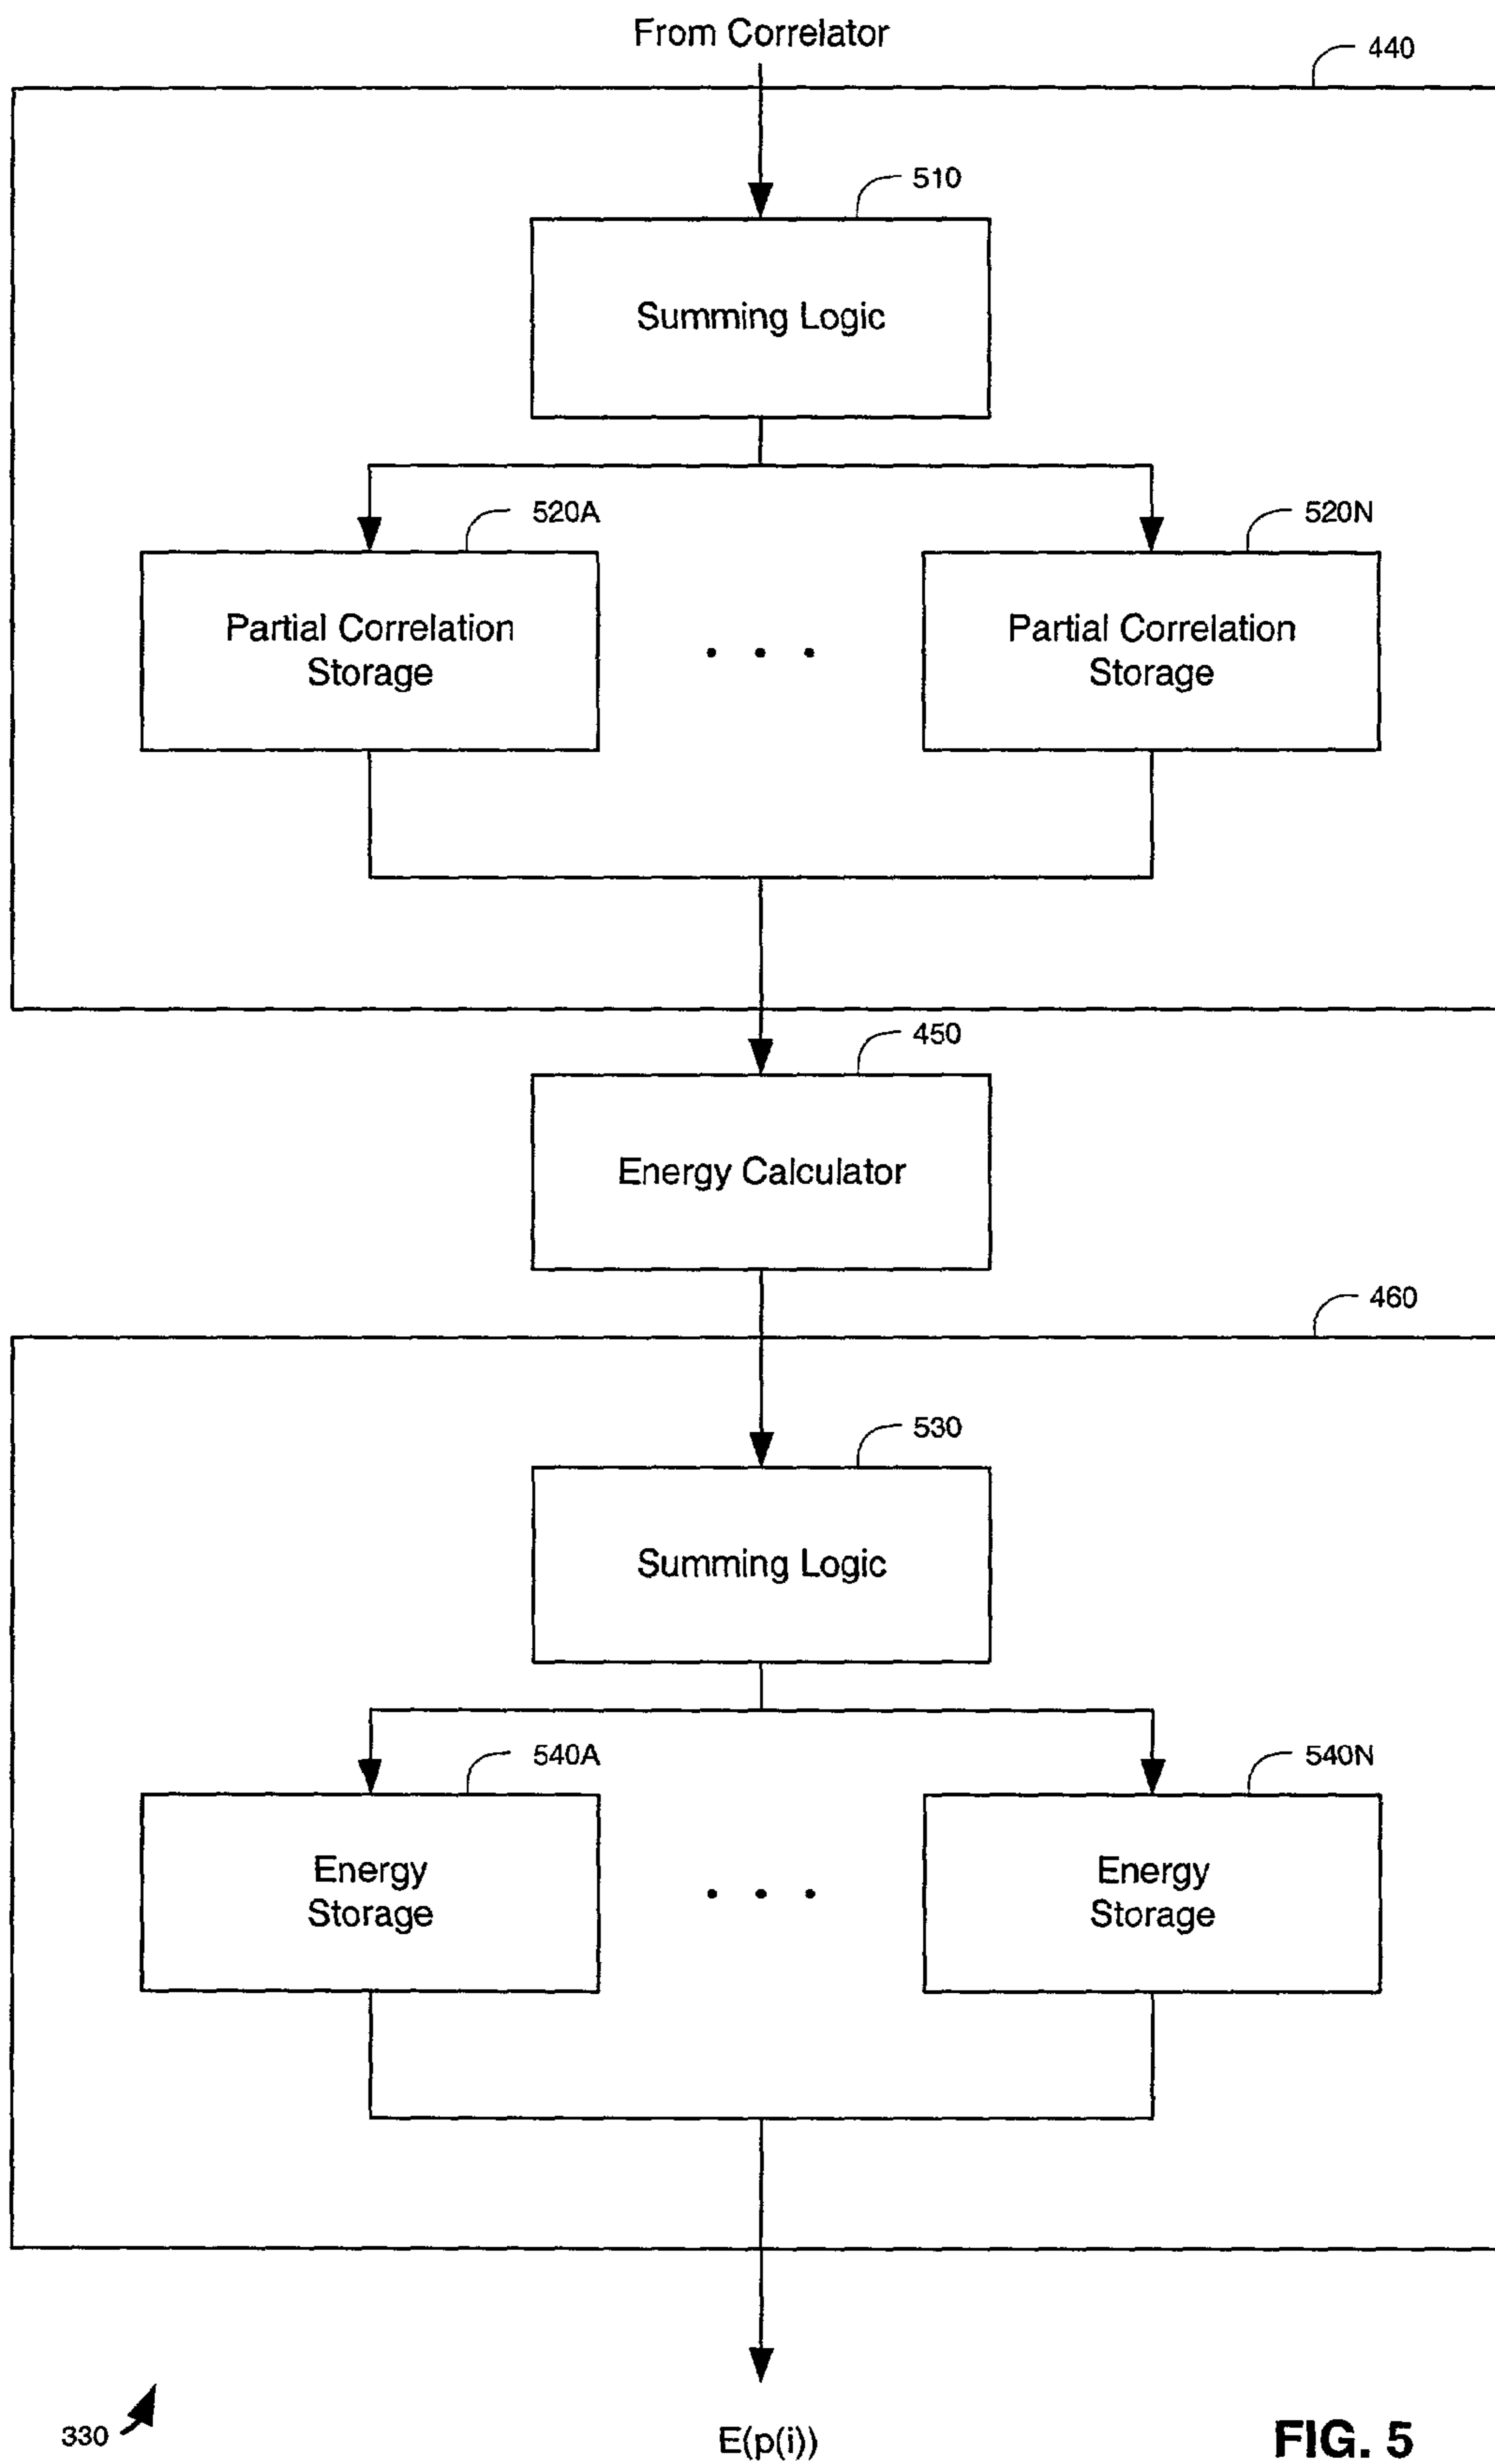 From Correlator
440
510
Summing Logic
520A
520N
Partial Correlation
Storage
. . .
Partial Correlation
Storage
450
Energy Calculator
460
530
Summing Logic
540A
540N
Energy
Storage
. . .
Energy
Storage
330
E(p(i))
FIG. 5